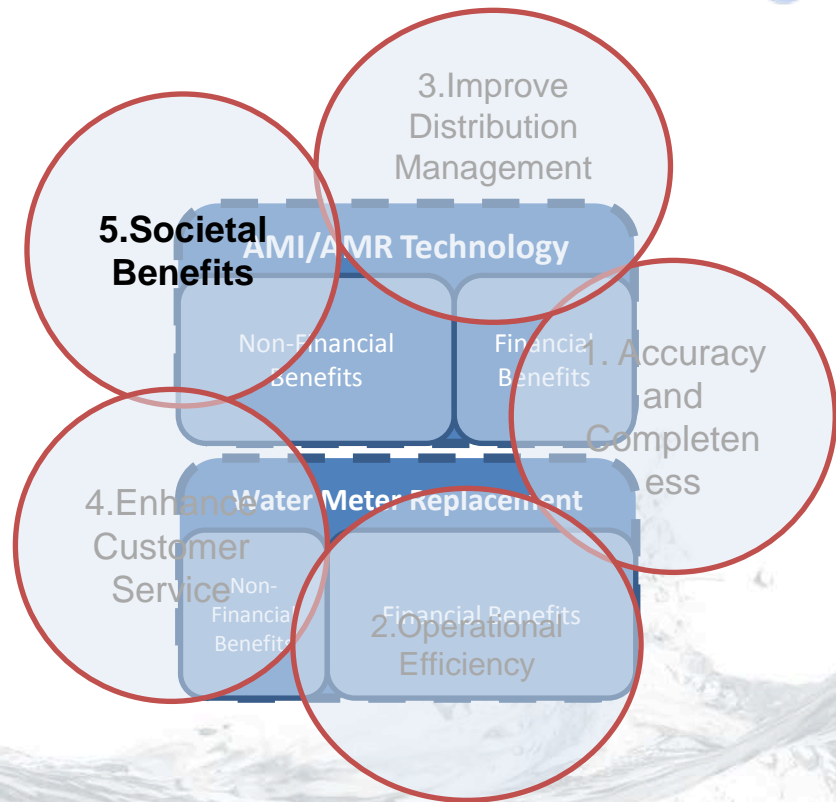 3.Improve
Distribution
Management
5.Societal
Benefits
AMI/AMR Technology
Non-Financial
Benefits
Financial
Benefits
1. Accuracy
and
Completen
ess
4.Enhance
Customer
Service
Water Meter Replacement
Non-
Financial
Benefits
Financial Benefits
2.Operational
Efficiency